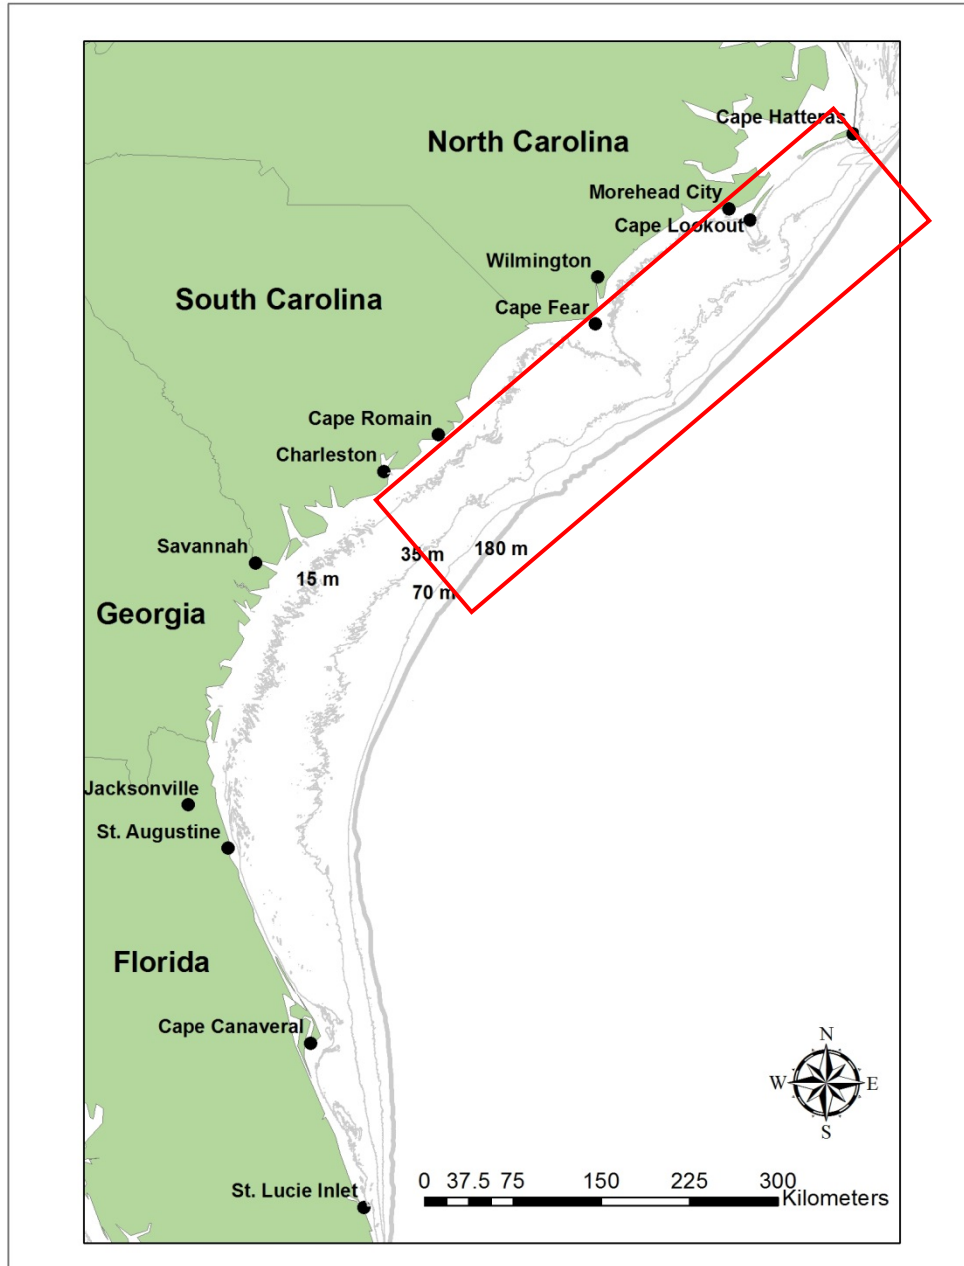 Cape Hatteras
North Carolina
Morehead City
Cape Lookout
Wilmington
South Carolina
Cape Fear
Cape Romain
Charleston
Savannah
35 m
180 m
15 m
70 m
Georgia
Jacksonville
St. Augustine
Florida
Cape Canaveral
N
W
E
S
St. Lucie Inlet
0 37.5 75 150 225 300
Kilometers